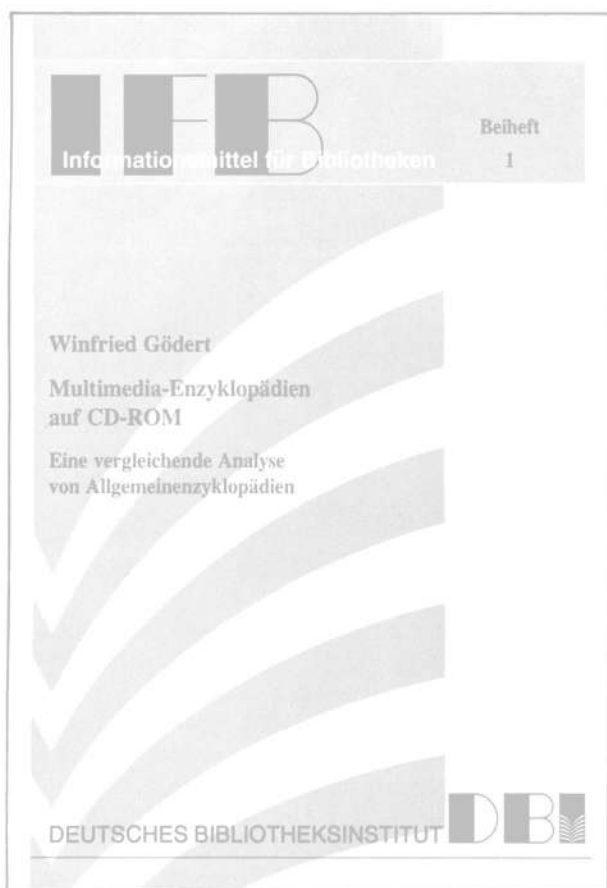 IFB
Informationsmittel für Bibliotheken
Beiheft
1
Winfried Gödert
Multimedia-Enzyklopädien
auf CD-ROM
Eine vergleichende Analyse
von Allgemeinenzyklopädien
DEUTSCHES BIBLIOTHEKSINSTITUT DBI